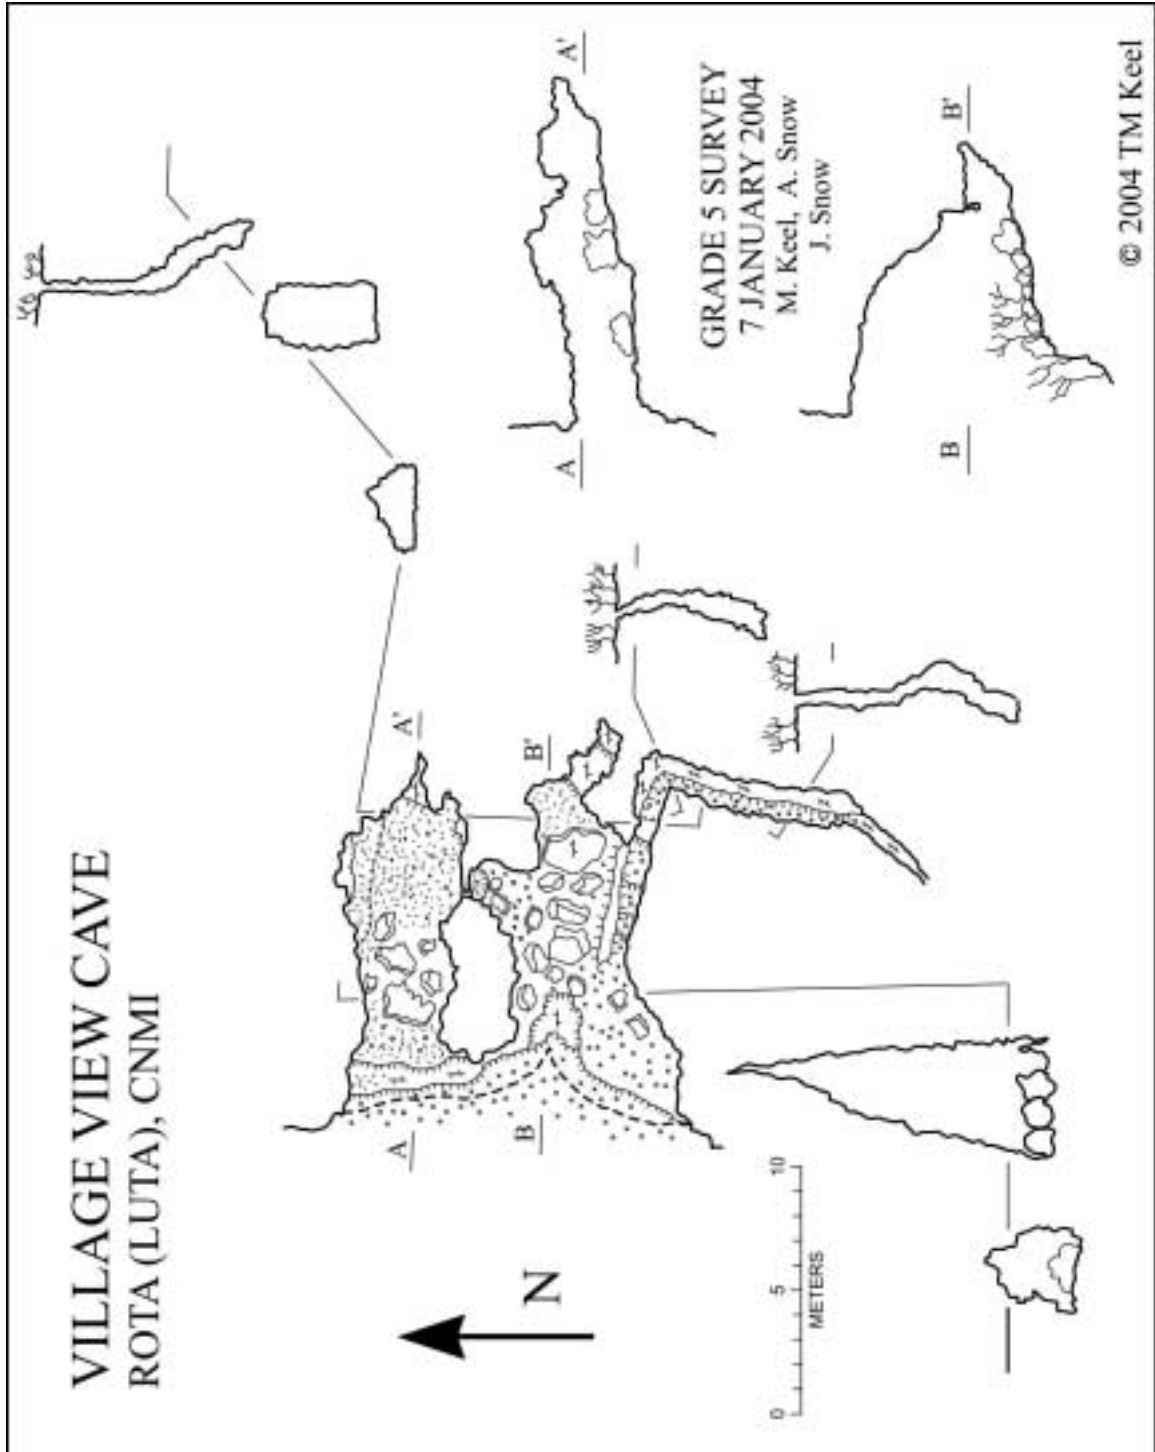 VILLAGE VIEW CAVE
ROTA (LUTA), CNMI
A
A'
B
B'
A
A'
GRADE 5 SURVEY
7 JANUARY 2004
M. Keel, A. Snow
J. Snow
B
B'
N
0 5 10
METERS
© 2004 TM Keel